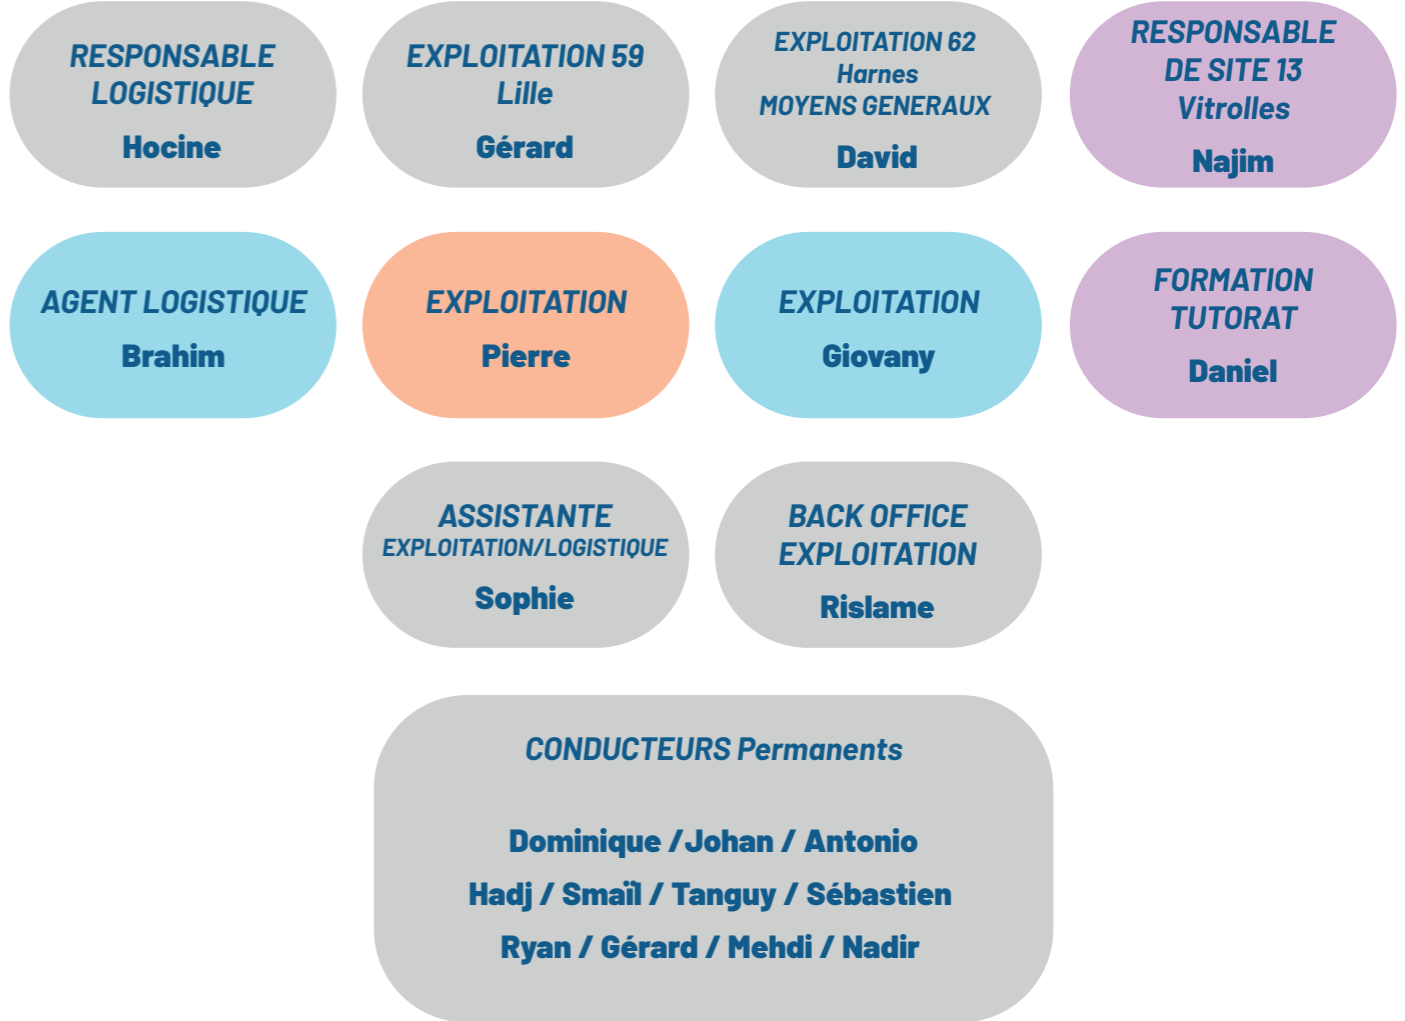 RESPONSABLE
LOGISTIQUE
Hocine
EXPLOITATION 59
Lille
Gérard
EXPLOITATION 62
Harnes
MOYENS GENERAUX
David
RESPONSABLE
DE SITE 13
Vitrolles
Najim
AGENT LOGISTIQUE
Brahim
EXPLOITATION
Pierre
EXPLOITATION
Giovany
FORMATION
TUTORAT
Daniel
ASSISTANTE
EXPLOITATION/LOGISTIQUE
Sophie
BACK OFFICE
EXPLOITATION
Rislame
CONDUCTEURS Permanents
Dominique /Johan / Antonio
Hadj / Smaïl / Tanguy / Sébastien
Ryan / Gérard / Mehdi / Nadir